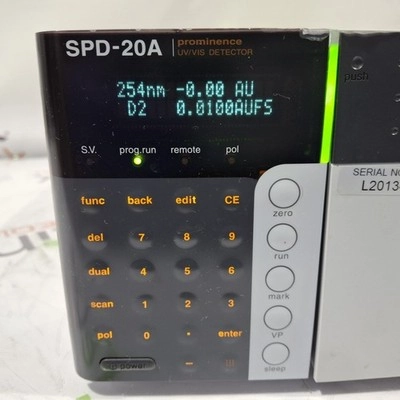 SPD-20A prominence
UV/VIS DETECTOR
254nm -0.00 AU
D2 0.0100AUFS
S.V. prog.run remote pol
push
SERIAL NO
L2013
func back edit CE
zero
del 7 8 9
run
dual 4 5 6
mark
scan 1 2 3
VP
pol 0 • enter
sleep
power –